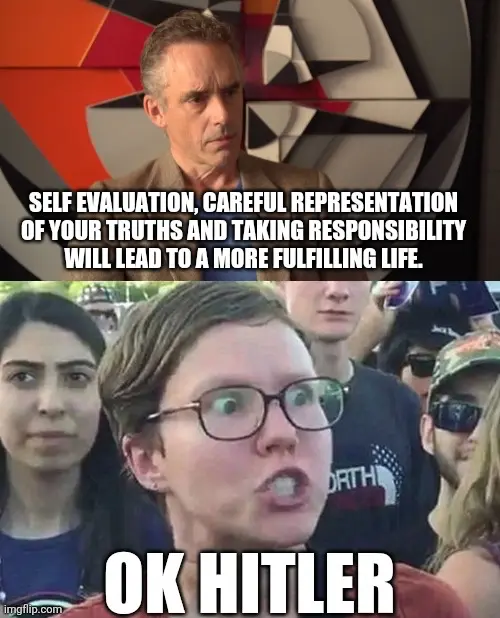 SELF EVALUATION, CAREFUL REPRESENTATION
OF YOUR TRUTHS AND TAKING RESPONSIBILITY
WILL LEAD TO A MORE FULFILLING LIFE.
ORTH
OK HITLER
imgflip.com